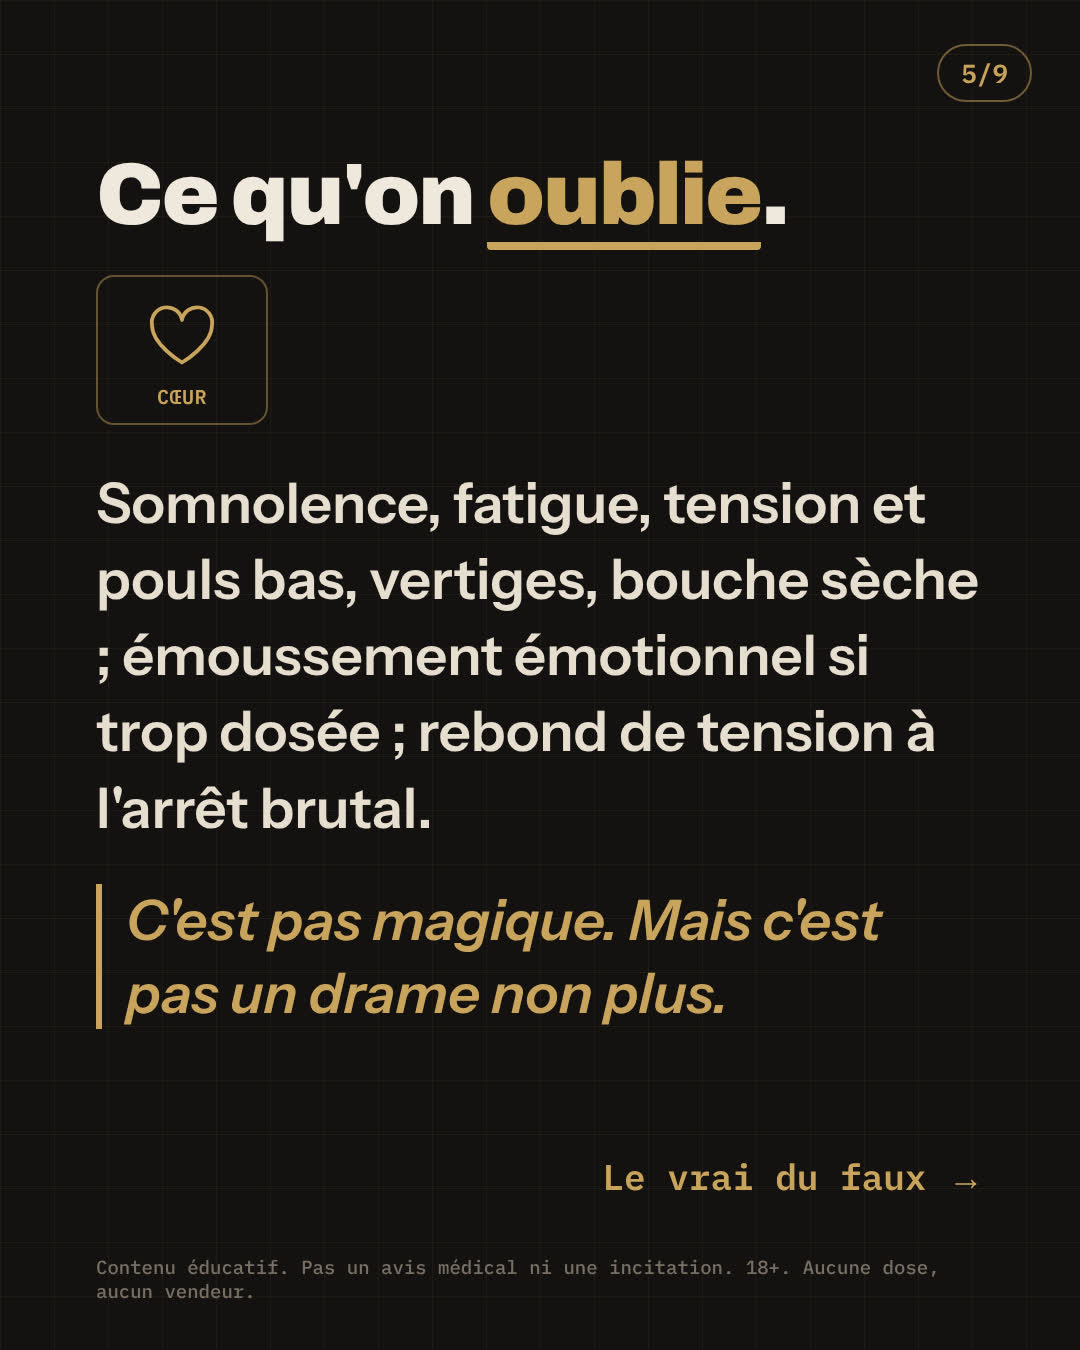 5/9
Ce qu'on oublie.
CŒUR
Somnolence, fatigue, tension et
pouls bas, vertiges, bouche sèche
; émoussement émotionnel si
trop dosée ; rebond de tension à
l'arrêt brutal.
C'est pas magique. Mais c'est
pas un drame non plus.
Le vrai du faux →
Contenu éducatif. Pas un avis médical ni une incitation. 18+. Aucune dose,
aucun vendeur.